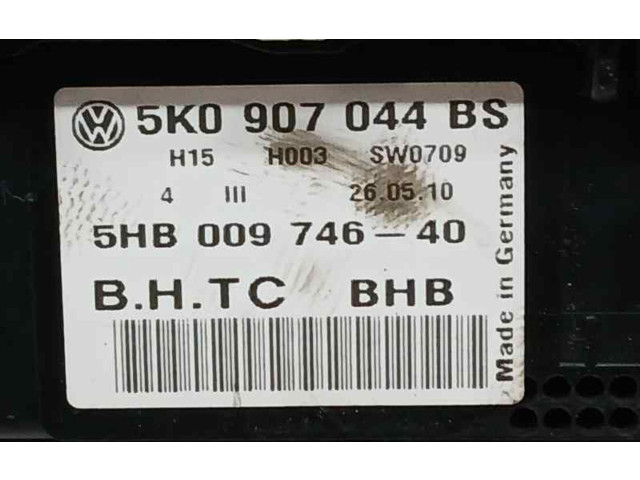 5K0 907 044 BS
H15 H003 SW0709
4 III 26.05.10
5HB 009 746-40
B.H.TC BHB
Made in Germany